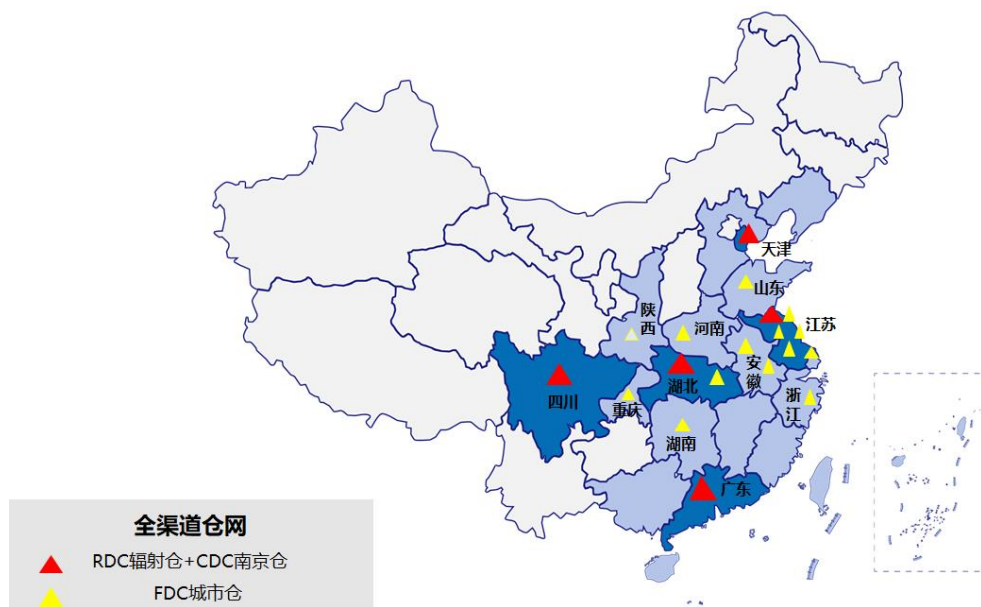 天津
山东
陕
西
河南
江苏
安
徽
湖北
四川
重庆
浙
江
湖南
广东
全渠道仓网
RDC辐射仓+CDC南京仓
FDC城市仓